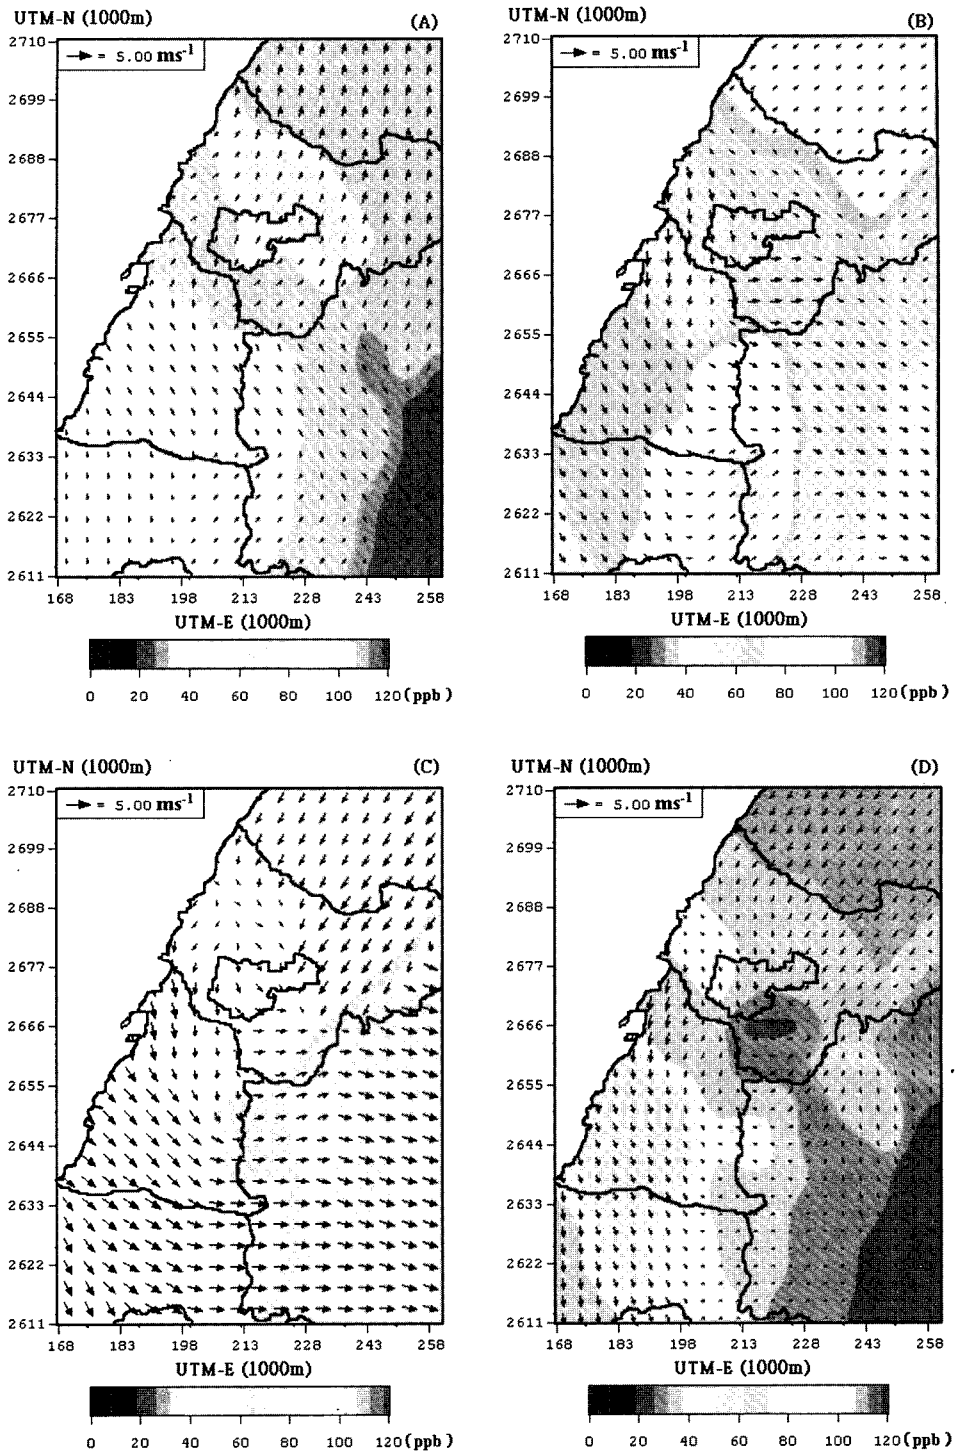 UTM-N (1000m) (A)
= 5.00 ms-1
2710
2699
2688
2677
2666
2655
2644
2633
2622
2611
168 183 198 213 228 243 258
UTM-E (1000m)
0 20 40 60 80 100 120 (ppb)
UTM-N (1000m) (B)
= 5.00 ms-1
2710
2699
2688
2677
2666
2655
2644
2633
2622
2611
168 183 198 213 228 243 258
UTM-E (1000m)
0 20 40 60 80 100 120 (ppb)
UTM-N (1000m) (C)
= 5.00 ms-1
2710
2699
2688
2677
2666
2655
2644
2633
2622
2611
168 183 198 213 228 243 258
UTM-E (1000m)
0 20 40 60 80 100 120 (ppb)
UTM-N (1000m) (D)
= 5.00 ms-1
2710
2699
2688
2677
2666
2655
2644
2633
2622
2611
168 183 198 213 228 243 258
UTM-E (1000m)
0 20 40 60 80 100 120 (ppb)